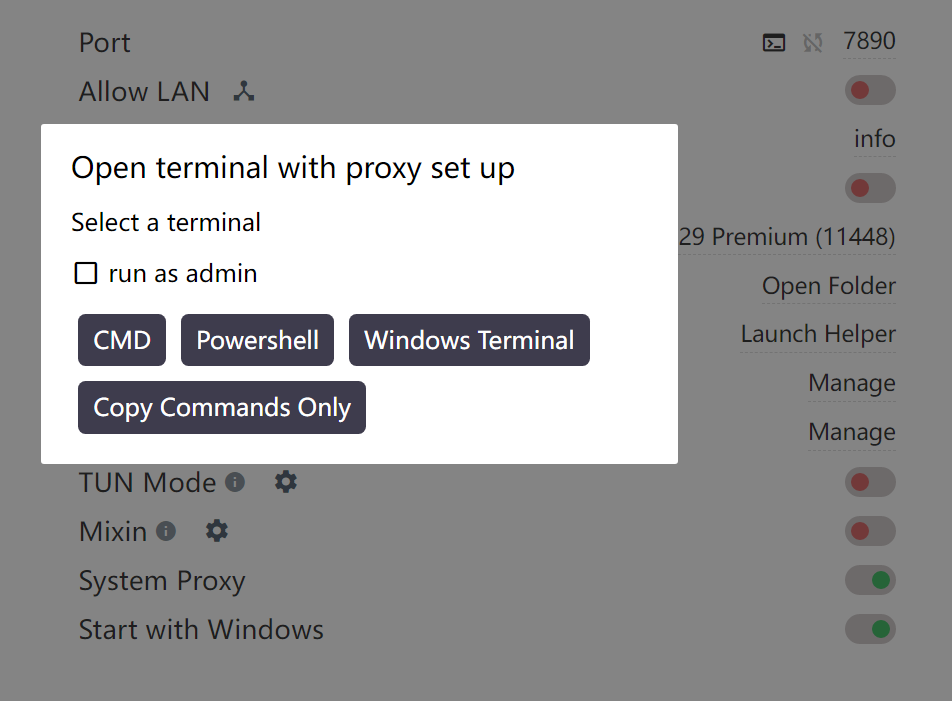 Port 7890
Allow LAN
info
Open terminal with proxy set up
Select a terminal
29 Premium (11448)
run as admin
Open Folder
CMD Powershell Windows Terminal
Launch Helper
Manage
Copy Commands Only
Manage
TUN Mode
Mixin
System Proxy
Start with Windows